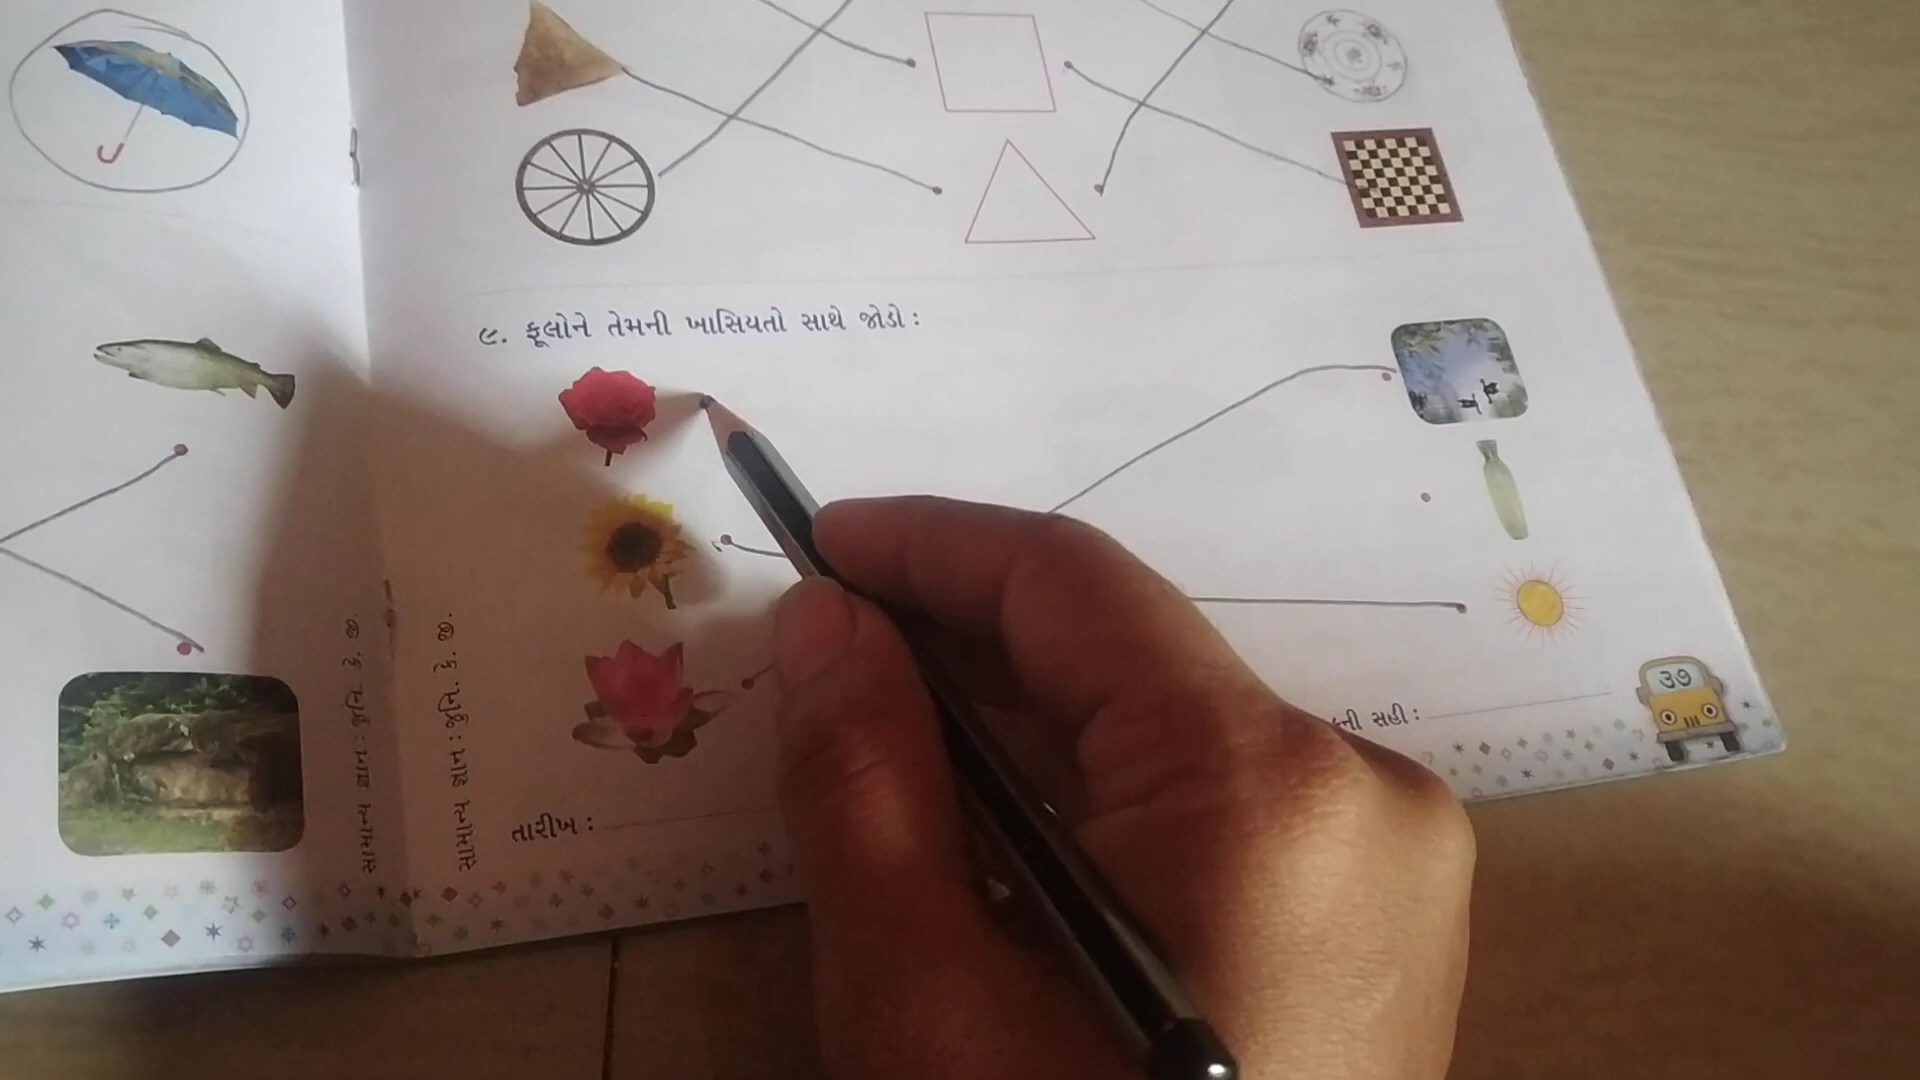 ૯. ફૂલોને તેમની ખાસિયતો સાથે જોડો :
સામાન્ય જ્ઞાન : જુનિ. કે. જી.
સામાન્ય જ્ઞાન : જુનિ. કે. જી.
તારીખ :
સહી :
૩૭